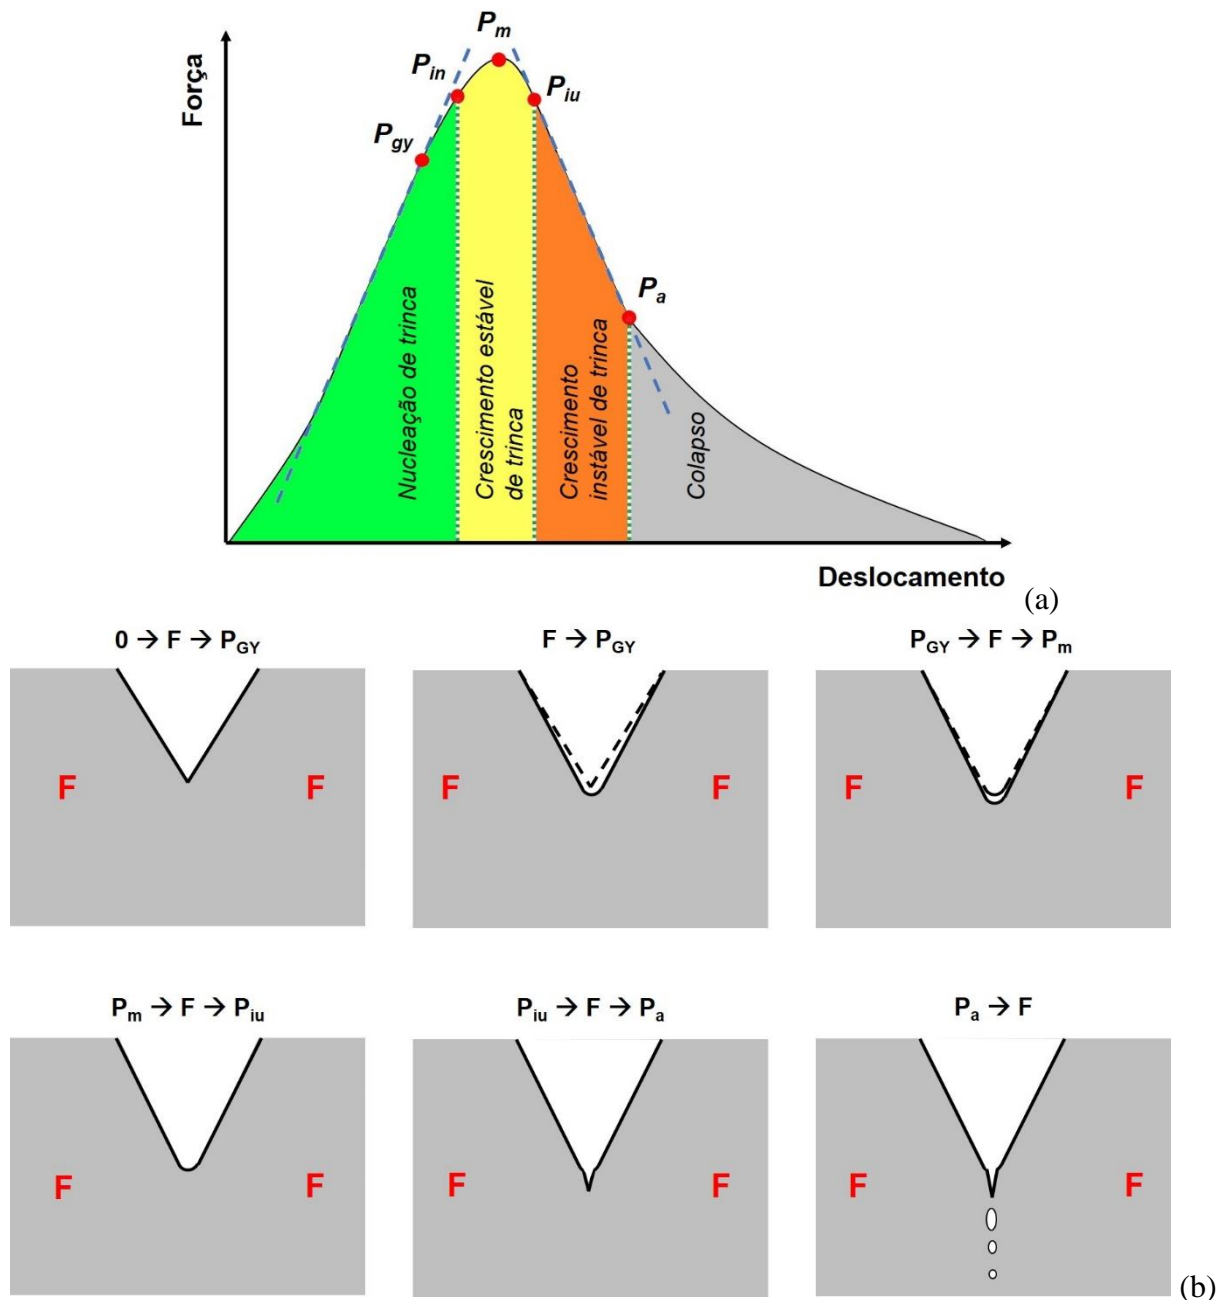 P_m
P_in
P_iu
Força
P_gy
P_a
Nucleação de trinca
Crescimento estável
de trinca
Crescimento
instável de trinca
Colapso
Deslocamento
(a)
0 → F → P_GY
F → P_GY
P_GY → F → P_m
F F
F F
F F
P_m → F → P_iu
P_iu → F → P_a
P_a → F
F F
F F
F F
(b)